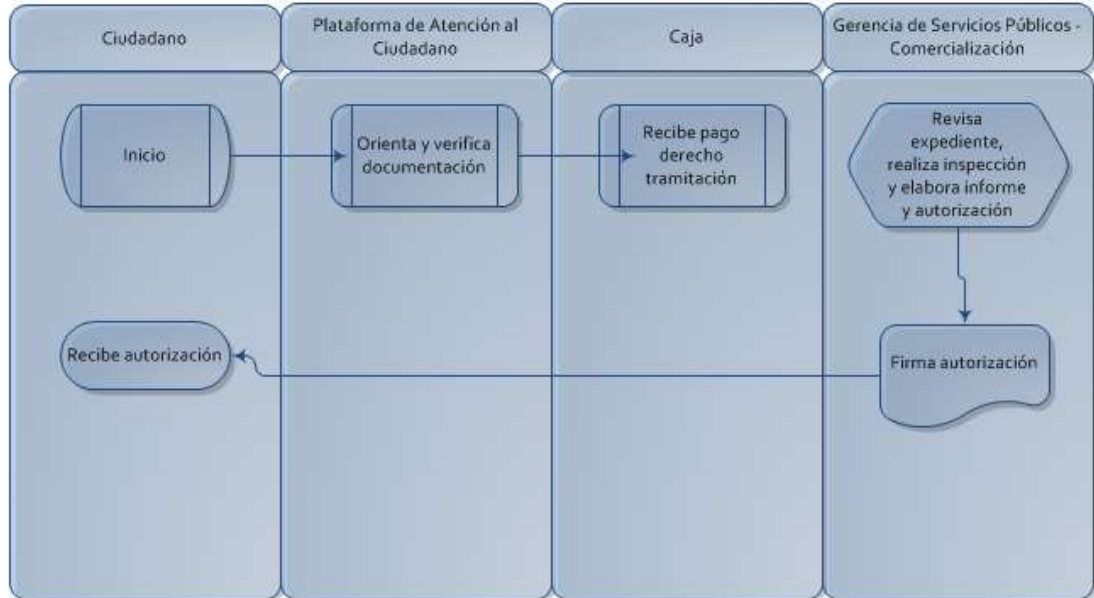 Ciudadano
Plataforma de Atención al
Ciudadano
Caja
Gerencia de Servicios Públicos -
Comercialización
Inicio
Orienta y verifica
documentación
Recibe pago
derecho
tramitación
Revisa
expediente,
realiza inspección
y elabora informe
y autorización
Recibe autorización
Firma autorización